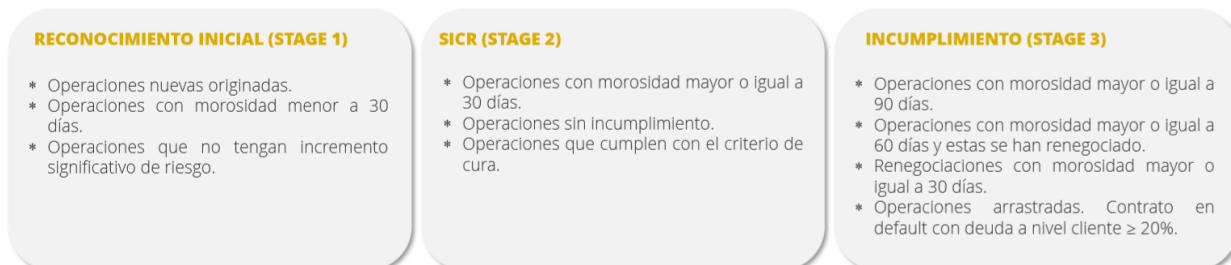 RECONOCIMIENTO INICIAL (STAGE 1)
* Operaciones nuevas originadas.
* Operaciones con morosidad menor a 30
días.
* Operaciones que no tengan incremento
significativo de riesgo.
SICR (STAGE 2)
* Operaciones con morosidad mayor o igual a
30 días.
* Operaciones sin incumplimiento.
* Operaciones que cumplen con el criterio de
cura.
INCUMPLIMIENTO (STAGE 3)
* Operaciones con morosidad mayor o igual a
90 días.
* Operaciones con morosidad mayor o igual a
60 días y estas se han renegociado.
* Renegociaciones con morosidad mayor o
igual a 30 días.
* Operaciones arrastradas. Contrato en
default con deuda a nivel cliente ≥ 20%.